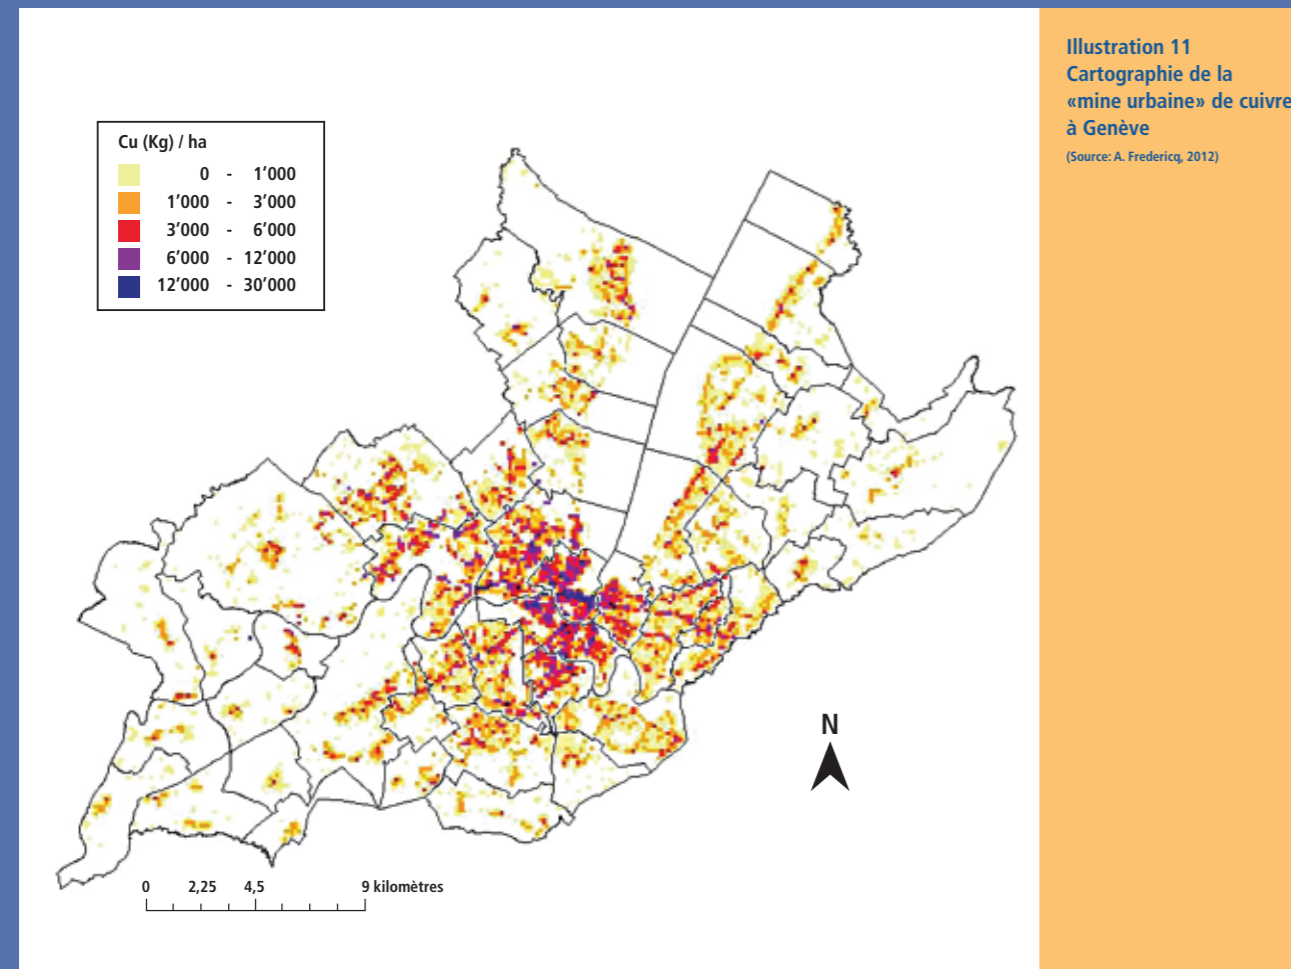 Illustration 11
Cartographie de la
«mine urbaine» de cuivre
à Genève
(Source: A. Fredericq, 2012)
Cu (Kg) / ha
0 - 1’000
1’000 - 3’000
3’000 - 6’000
6’000 - 12’000
12’000 - 30’000
N
0 2,25 4,5 9 kilomètres